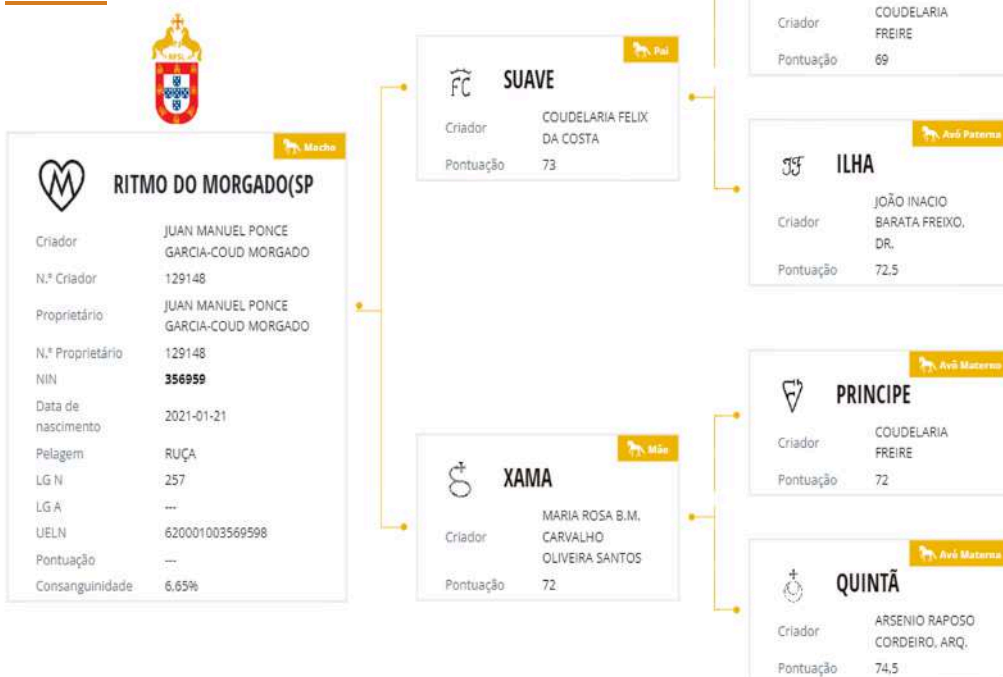 Macho
RITMO DO MORGADO(SP
Criador
JUAN MANUEL PONCE
GARCIA-COUD MORGADO
N.º Criador
129148
Proprietário
JUAN MANUEL PONCE
GARCIA-COUD MORGADO
N.º Proprietário
129148
NIN
356959
Data de
nascimento
2021-01-21
Pelagem
RUÇA
LG N
257
LG A
---
UELN
620001003569598
Pontuação
---
Consanguinidade
6.65%
Pai
FC
SUAVE
Criador
COUDELARIA FELIX
DA COSTA
Pontuação
73
Mãe
XAMA
Criador
MARIA ROSA B.M.
CARVALHO
OLIVEIRA SANTOS
Pontuação
72
Criador
COUDELARIA
FREIRE
Pontuação
69
Avó Paterna
ILHA
Criador
JOÃO INACIO
BARATA FREIXO,
DR.
Pontuação
72,5
Avô Materno
PRINCIPE
Criador
COUDELARIA
FREIRE
Pontuação
72
Avó Materna
QUINTÃ
Criador
ARSENIO RAPOSO
CORDEIRO, ARQ.
Pontuação
74,5